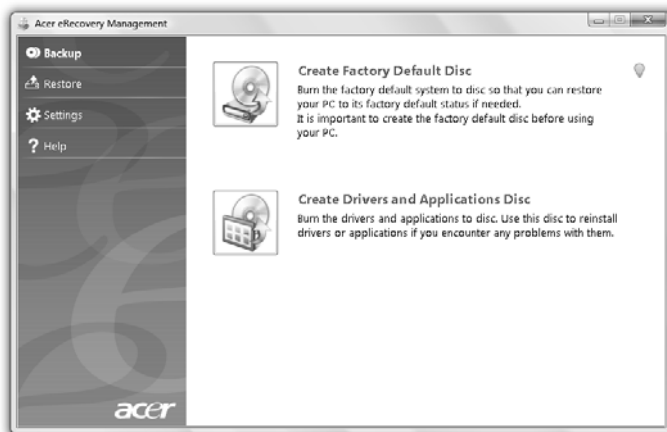 Acer eRecovery Management
Backup
Restore
Settings
? Help
Create Factory Default Disc
Burn the factory default system to disc so that you can restore
your PC to its factory default status if needed.
It is important to create the factory default disc before using
your PC.
Create Drivers and Applications Disc
Burn the drivers and applications to disc. Use this disc to reinstall
drivers or applications if you encounter any problems with them.
acer